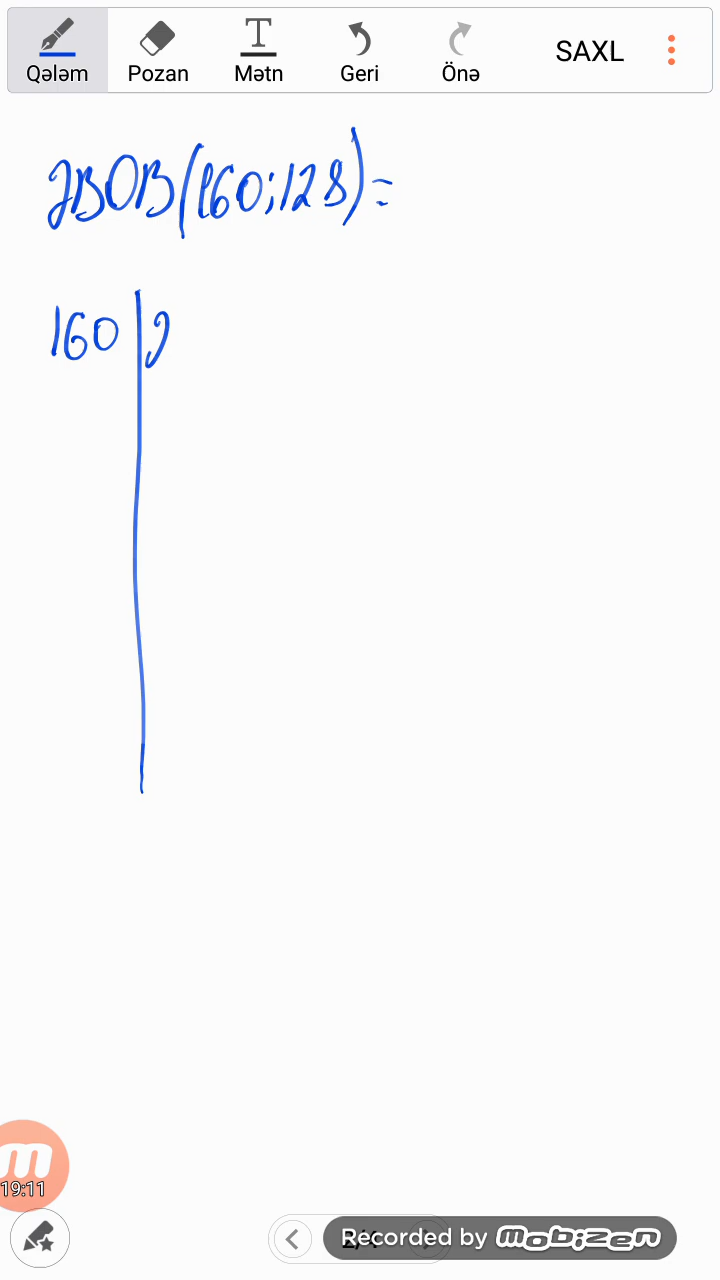 Qələm Pozan Mətn Geri Önə SAXL
ƏBOB(160;128)=
160 2
19:11
Recorded by mobizen